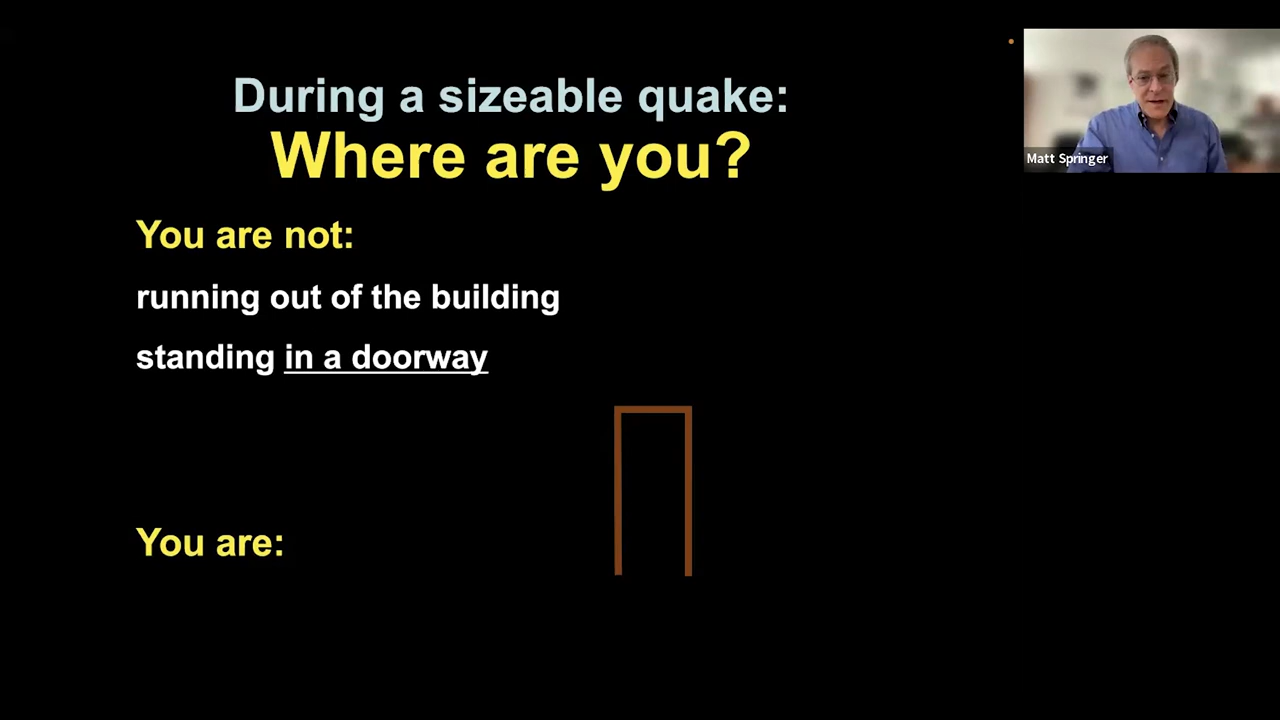 During a sizeable quake:
Where are you?
You are not:
running out of the building
standing in a doorway
You are:
Matt Springer